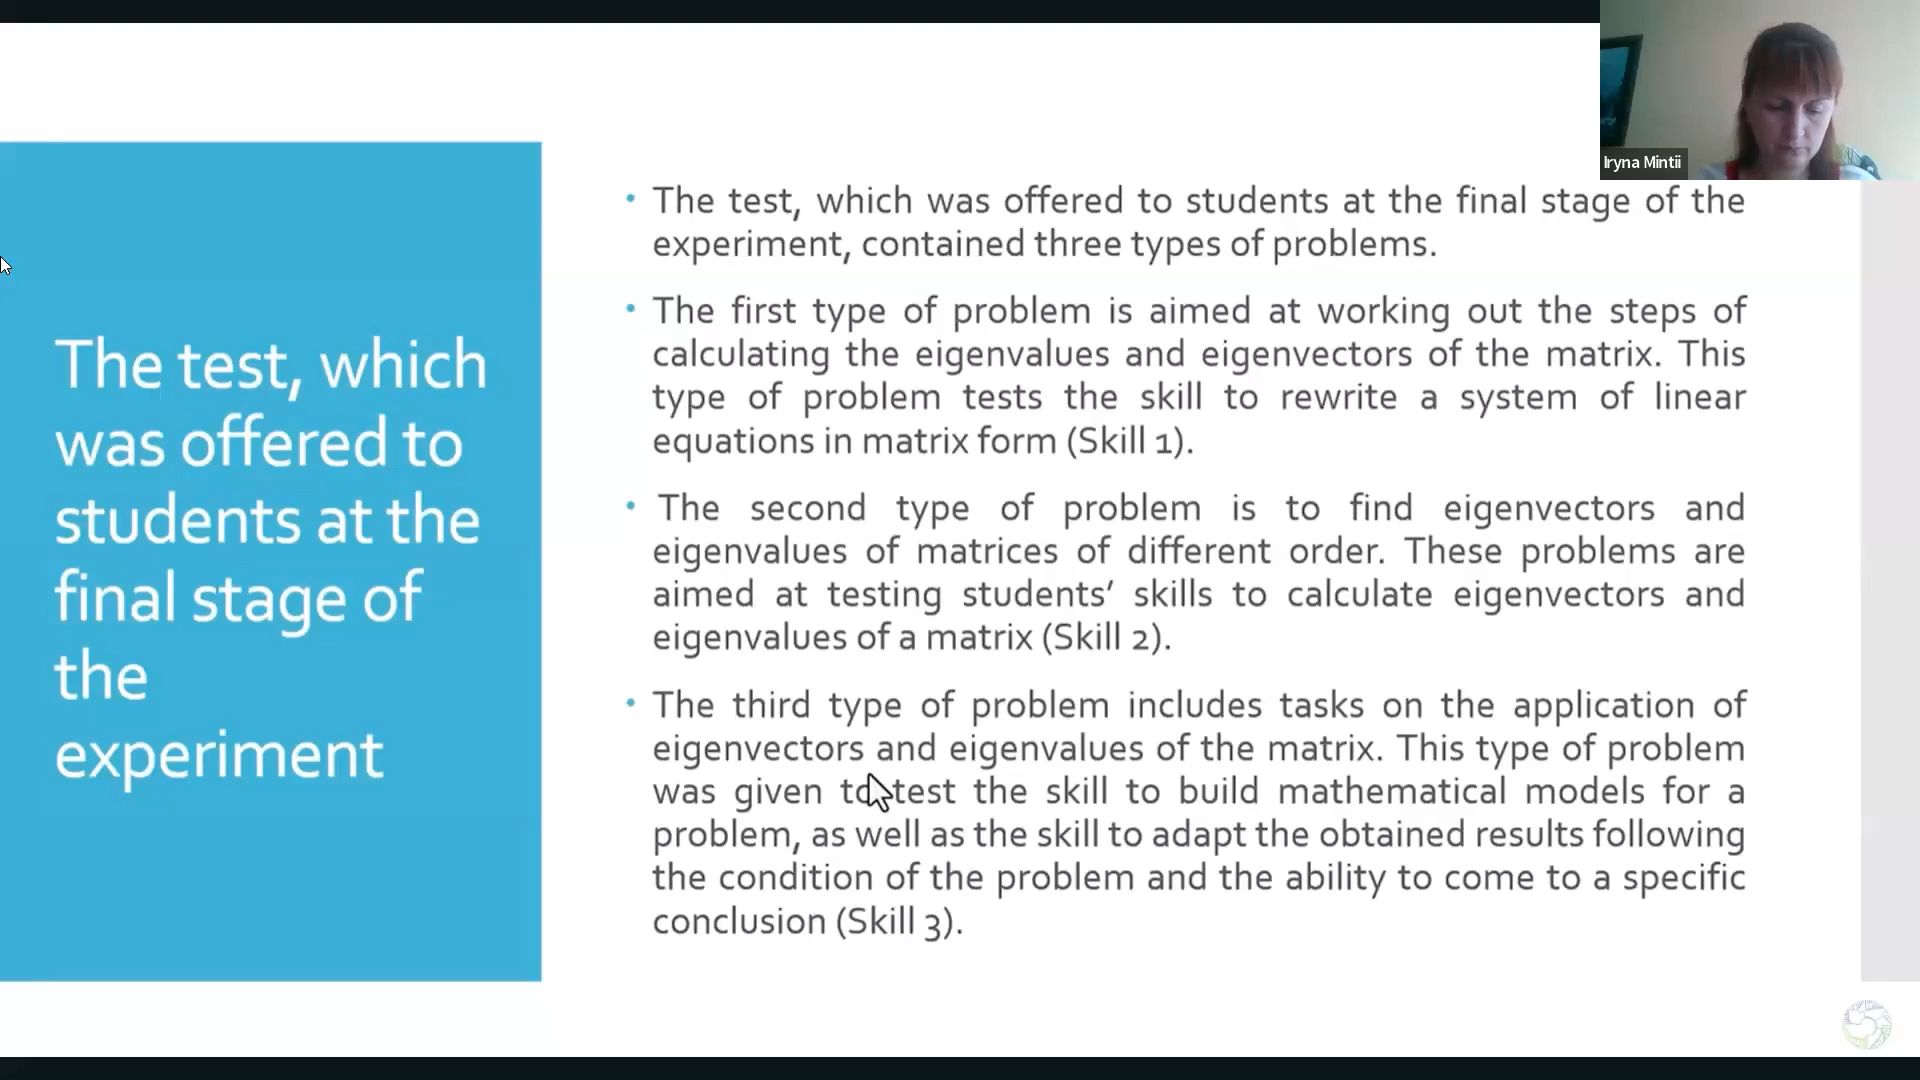 Iryna Mintii
The test, which
was offered to
students at the
final stage of
the
experiment
• The test, which was offered to students at the final stage of the
experiment, contained three types of problems.
• The first type of problem is aimed at working out the steps of
calculating the eigenvalues and eigenvectors of the matrix. This
type of problem tests the skill to rewrite a system of linear
equations in matrix form (Skill 1).
• The second type of problem is to find eigenvectors and
eigenvalues of matrices of different order. These problems are
aimed at testing students’ skills to calculate eigenvectors and
eigenvalues of a matrix (Skill 2).
• The third type of problem includes tasks on the application of
eigenvectors and eigenvalues of the matrix. This type of problem
was given to test the skill to build mathematical models for a
problem, as well as the skill to adapt the obtained results following
the condition of the problem and the ability to come to a specific
conclusion (Skill 3).